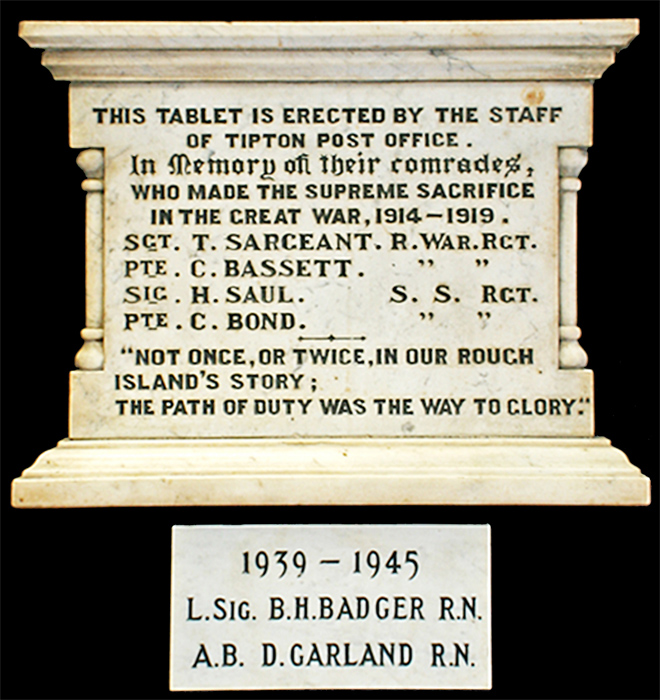 THIS TABLET IS ERECTED BY THE STAFF
OF TIPTON POST OFFICE.
In Memory of their comrades,
WHO MADE THE SUPREME SACRIFICE
IN THE GREAT WAR, 1914–1919.
SGT. T. SARGEANT. R. WAR. RGT.
PTE. C. BASSETT. " "
SIG. H. SAUL. S. S. RGT.
PTE. C. BOND. " "
"NOT ONCE, OR TWICE, IN OUR ROUGH
ISLAND'S STORY;
THE PATH OF DUTY WAS THE WAY TO GLORY."
1939 – 1945
L. SIG. B.H. BADGER R.N.
A.B. D. GARLAND R.N.